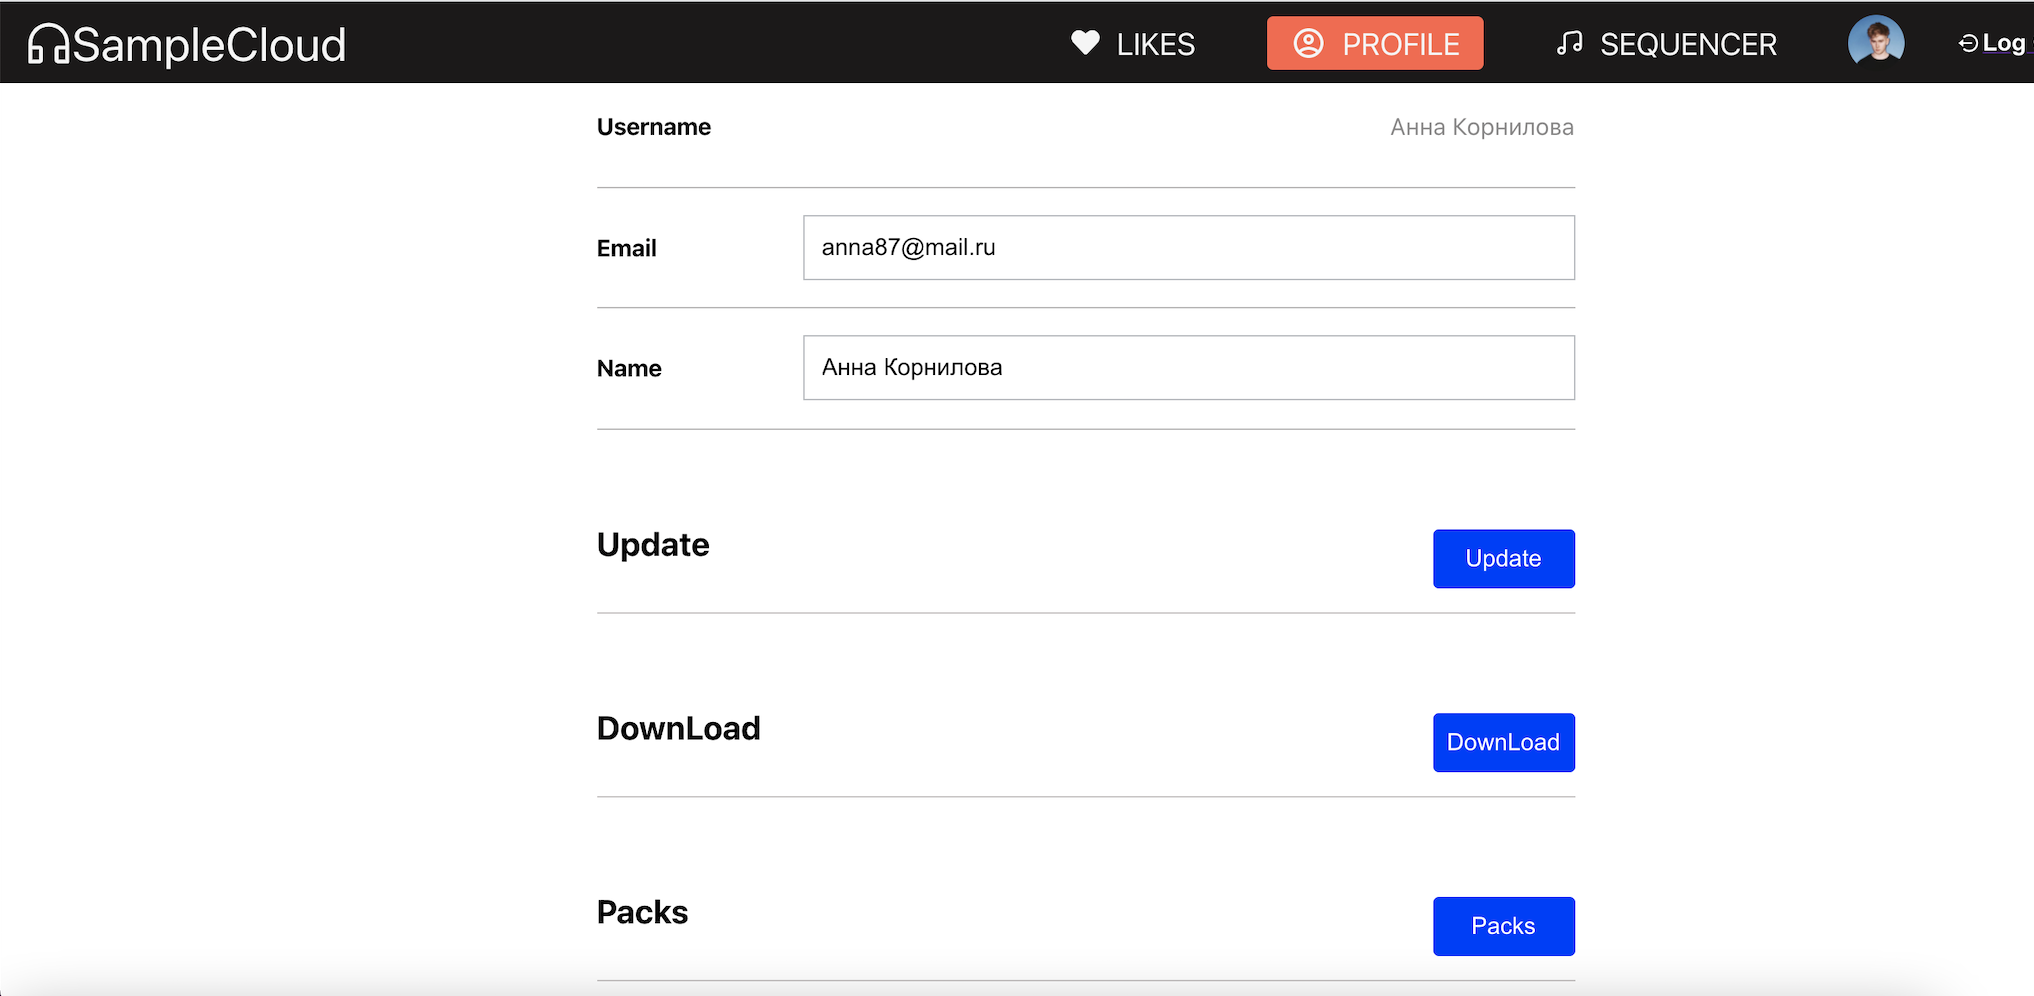 SampleCloud
LIKES
PROFILE
SEQUENCER
Log
Username
Анна Корнилова
Email
anna87@mail.ru
Name
Анна Корнилова
Update
Update
DownLoad
DownLoad
Packs
Packs